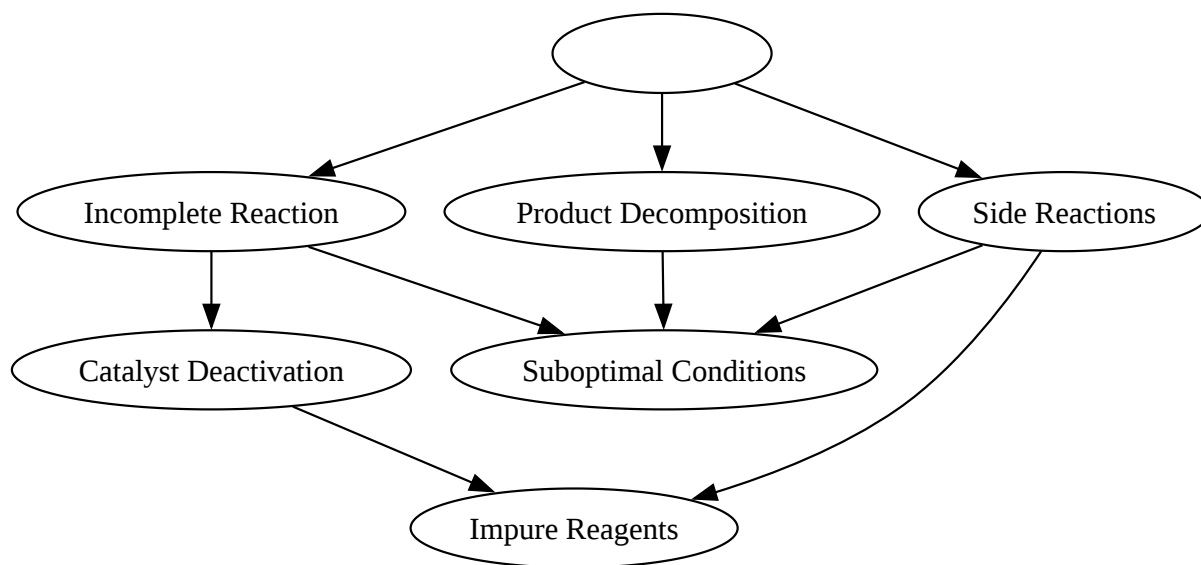 Incomplete Reaction
Product Decomposition
Side Reactions
Catalyst Deactivation
Suboptimal Conditions
Impure Reagents